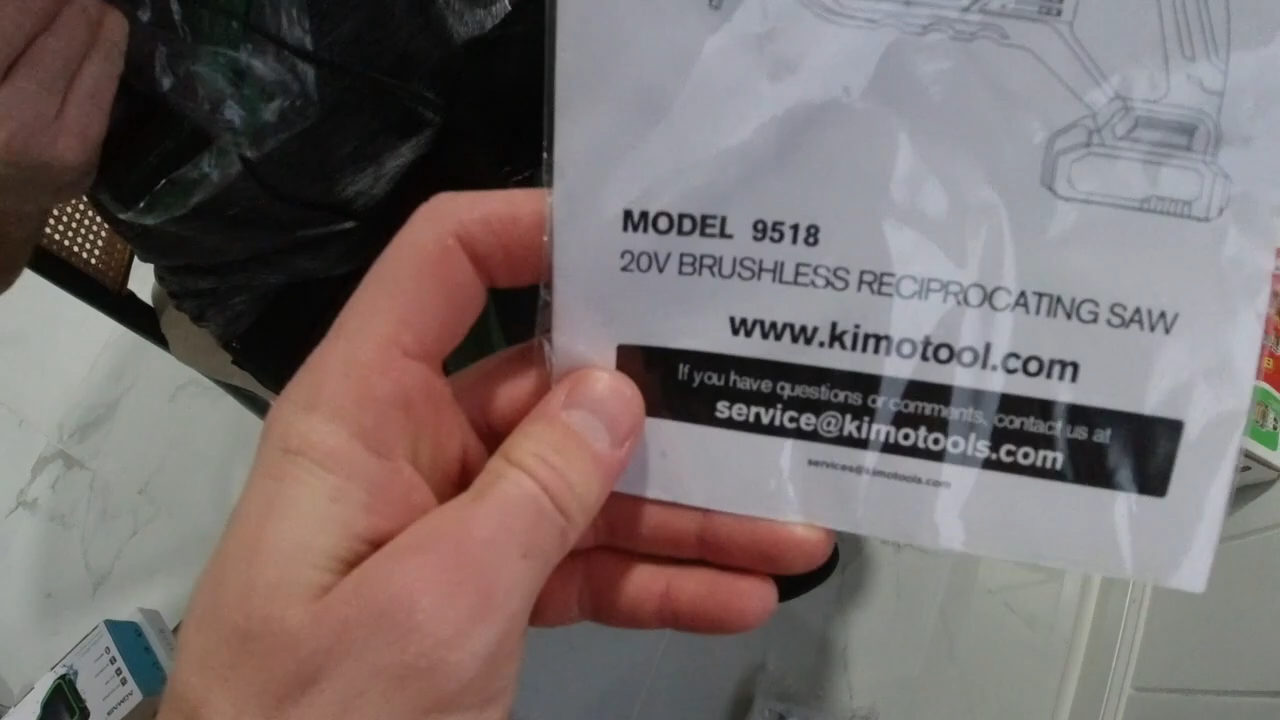 MODEL 9518
20V BRUSHLESS RECIPROCATING SAW
www.kimotool.com
If you have questions or comments, contact us at
service@kimotools.com
services@kimotools.com